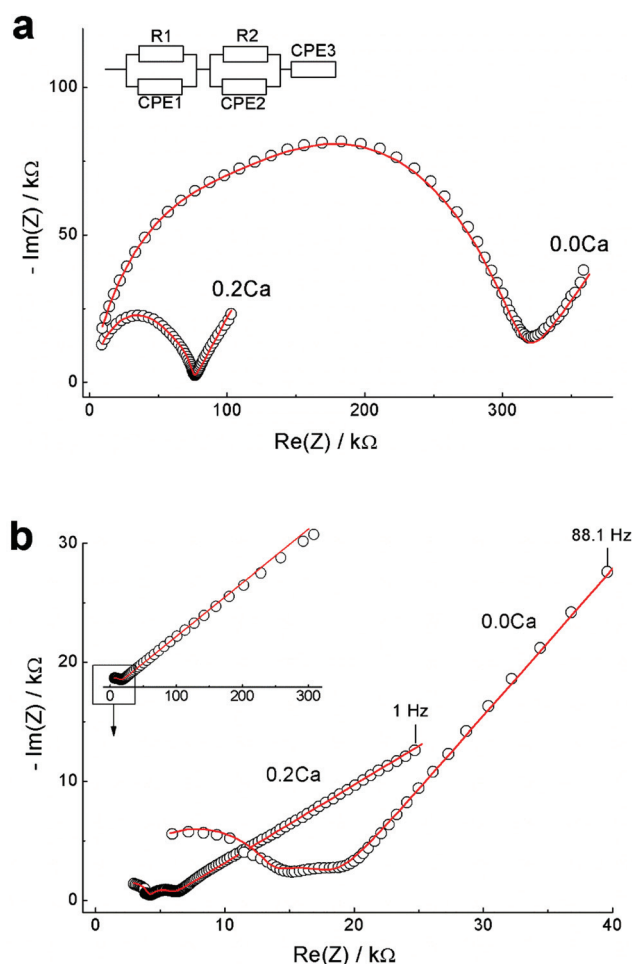 a
R1 R2 CPE3
CPE1 CPE2
100
50
0
- Im(Z) / kΩ
0.2Ca
0.0Ca
0 100 200 300
Re(Z) / kΩ
b
30
20
10
0
- Im(Z) / kΩ
88.1 Hz
0.0Ca
0 100 200 300
1 Hz
0.2Ca
0 10 20 30 40
Re(Z) / kΩ